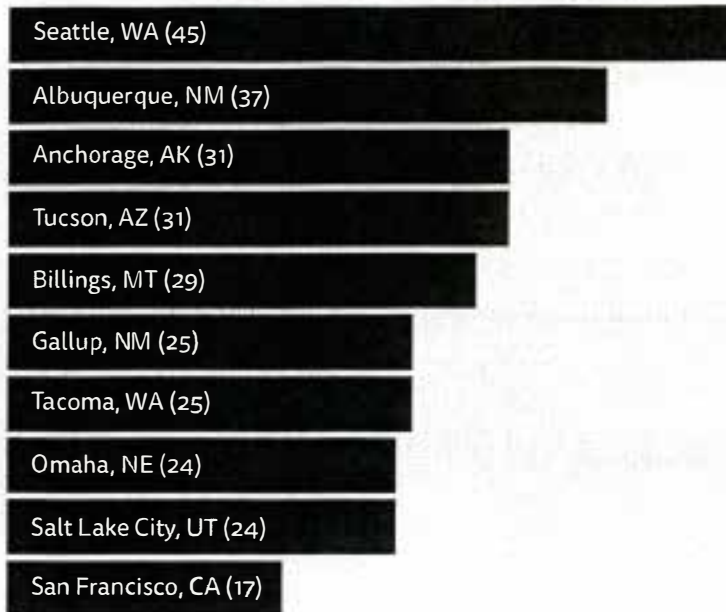 Seattle, WA (45)
Albuquerque, NM (37)
Anchorage, AK (31)
Tucson, AZ (31)
Billings, MT (29)
Gallup, NM (25)
Tacoma, WA (25)
Omaha, NE (24)
Salt Lake City, UT (24)
San Francisco, CA (17)